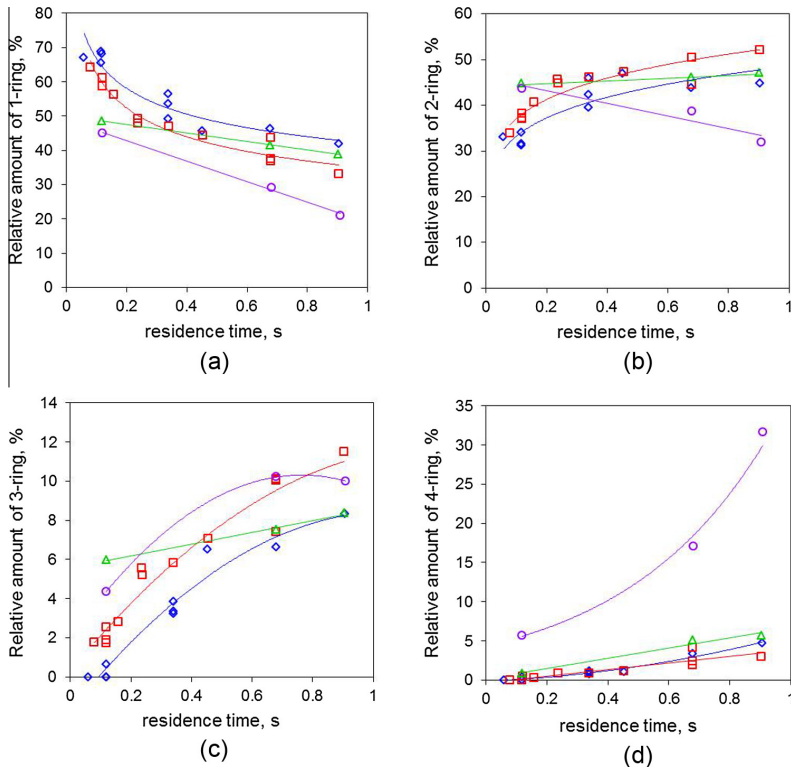 Relative amount of 1-ring, %
80
70
60
50
40
30
20
10
0
0 0.2 0.4 0.6 0.8 1
residence time, s
(a)
Relative amount of 2-ring, %
60
50
40
30
20
10
0
0 0.2 0.4 0.6 0.8 1
residence time, s
(b)
Relative amount of 3-ring, %
14
12
10
8
6
4
2
0
0 0.2 0.4 0.6 0.8 1
residence time, s
(c)
Relative amount of 4-ring, %
35
30
25
20
15
10
5
0
0 0.2 0.4 0.6 0.8 1
residence time, s
(d)